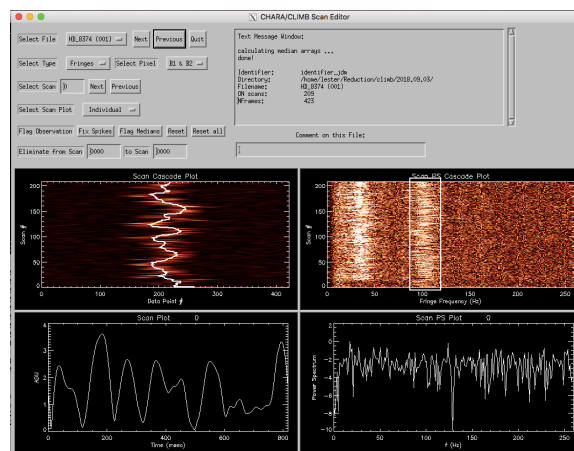 CHARA/CLIMB Scan Editor
Select File HD_8374 (001) Next Previous Quit
Select Type Fringes Select Pixel B1 & B2
Select Scan 0 Next Previous
Select Scan Plot Individual
Flag Observation Fix Spikes Flag Medians Reset Reset all
Eliminate from Scan 0000 to Scan 0000
Text Message Window:
calculating median arrays ...
done!
Identifier: identifier_jdm
Directory: /home/lester/Reduction/climb/2018.09.03/
Filename: HD_8374 (001)
ON scans: 209
NFrames: 423
Comment on this File:
Scan Cascade Plot
200
150
100
50
0
Scan #
0 100 200 300 400
Data Point #
Scan PS Cascade Plot
200
150
100
50
0
Scan #
0 50 100 150 200 250
Fringe Frequency (Hz)
Scan Plot 0
4
3
2
1
ADU
0 200 400 600 800
Time (msec)
Scan PS Plot 0
2
0
-2
-4
-6
-8
-10
Power Spectrum
0 50 100 150 200 250
f (Hz)